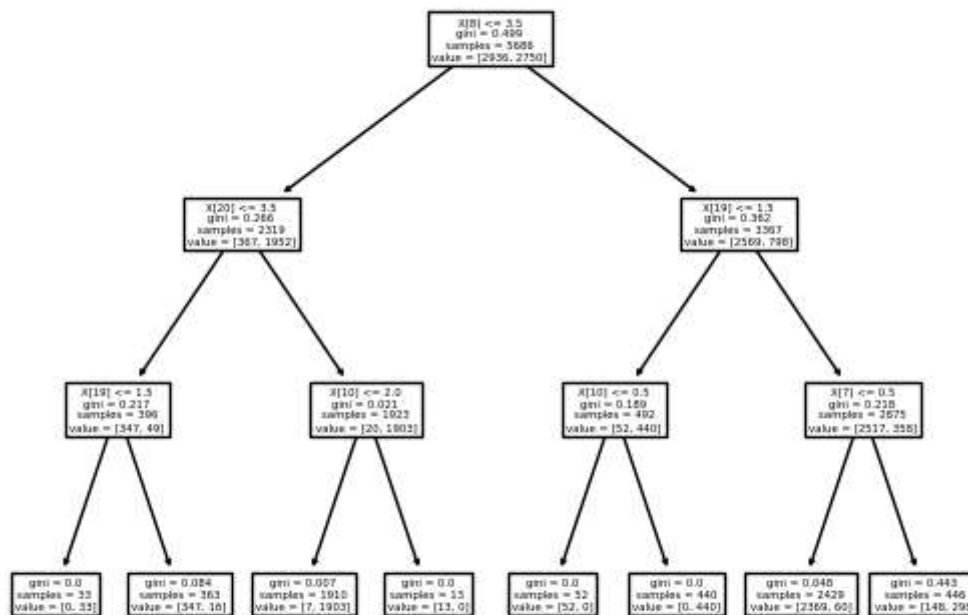 X[8] <= 3.5
gini = 0.499
samples = 5686
value = [2936, 2750]
X[20] <= 3.5
gini = 0.266
samples = 2319
value = [367, 1952]
X[19] <= 1.5
gini = 0.362
samples = 3367
value = [2569, 798]
X[19] <= 1.5
gini = 0.217
samples = 396
value = [347, 49]
X[10] <= 2.0
gini = 0.021
samples = 1923
value = [20, 1903]
X[10] <= 0.5
gini = 0.189
samples = 492
value = [52, 440]
X[7] <= 0.5
gini = 0.218
samples = 2875
value = [2517, 358]
gini = 0.0
samples = 33
value = [0, 33]
gini = 0.084
samples = 363
value = [347, 16]
gini = 0.007
samples = 1910
value = [7, 1903]
gini = 0.0
samples = 13
value = [13, 0]
gini = 0.0
samples = 52
value = [52, 0]
gini = 0.0
samples = 440
value = [0, 440]
gini = 0.048
samples = 2429
value = [2369, 60]
gini = 0.443
samples = 446
value = [148,